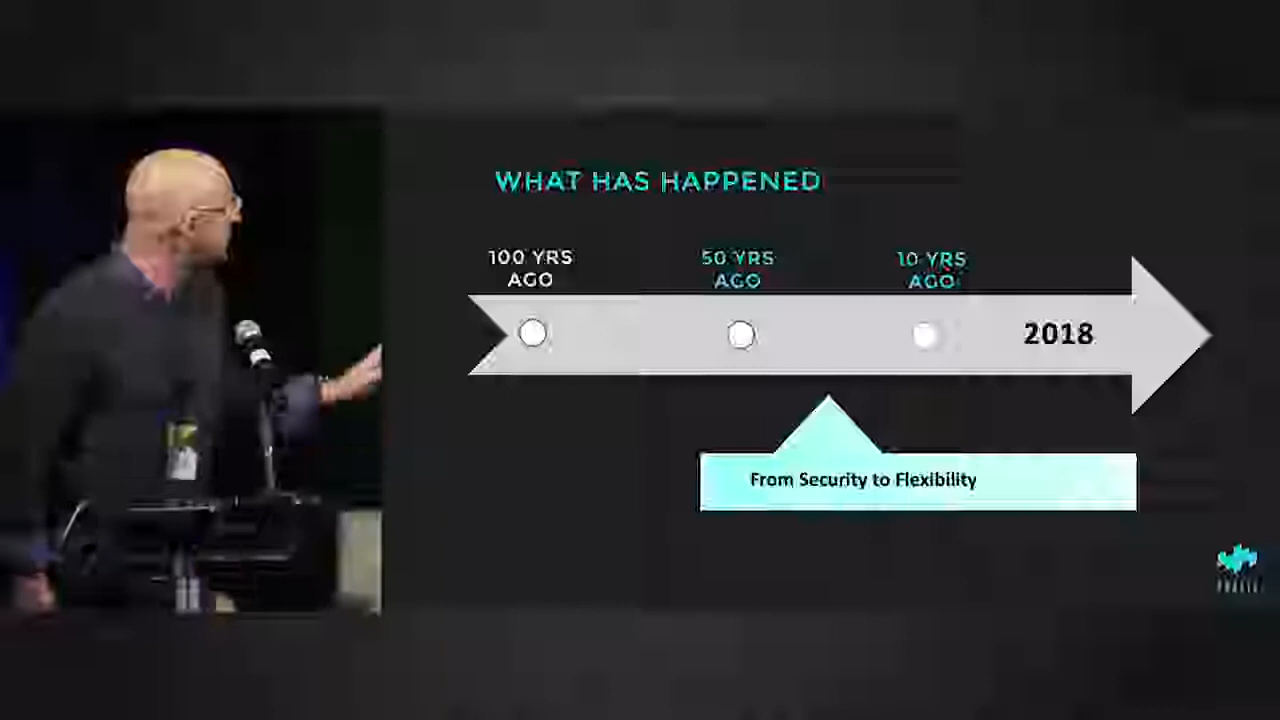 WHAT HAS HAPPENED
100 YRS
AGO
50 YRS
AGO
10 YRS
AGO
2018
From Security to Flexibility